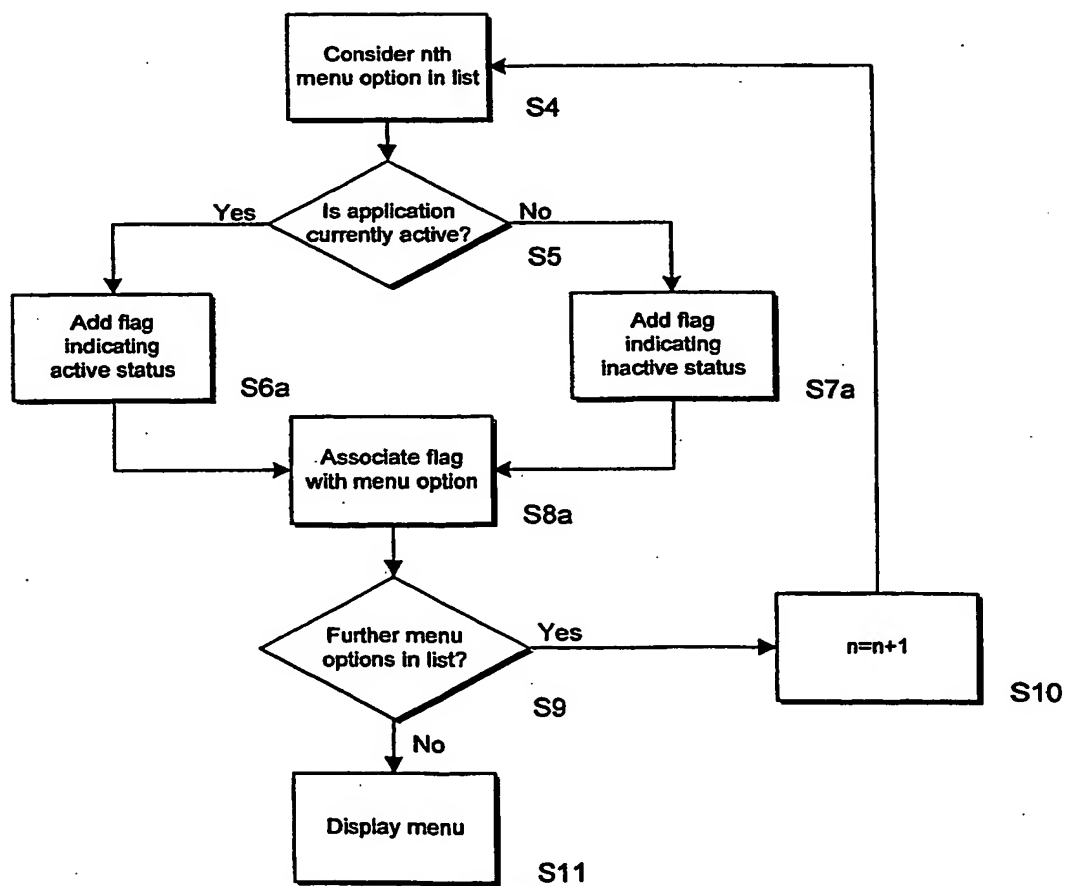 Consider nth
menu option in list
S4
Is application
currently active?
Yes
No
S5
Add flag
indicating
active status
S6a
Add flag
indicating
inactive status
S7a
Associate flag
with menu option
S8a
Further menu
options in list?
Yes
S9
n=n+1
S10
No
Display menu
S11